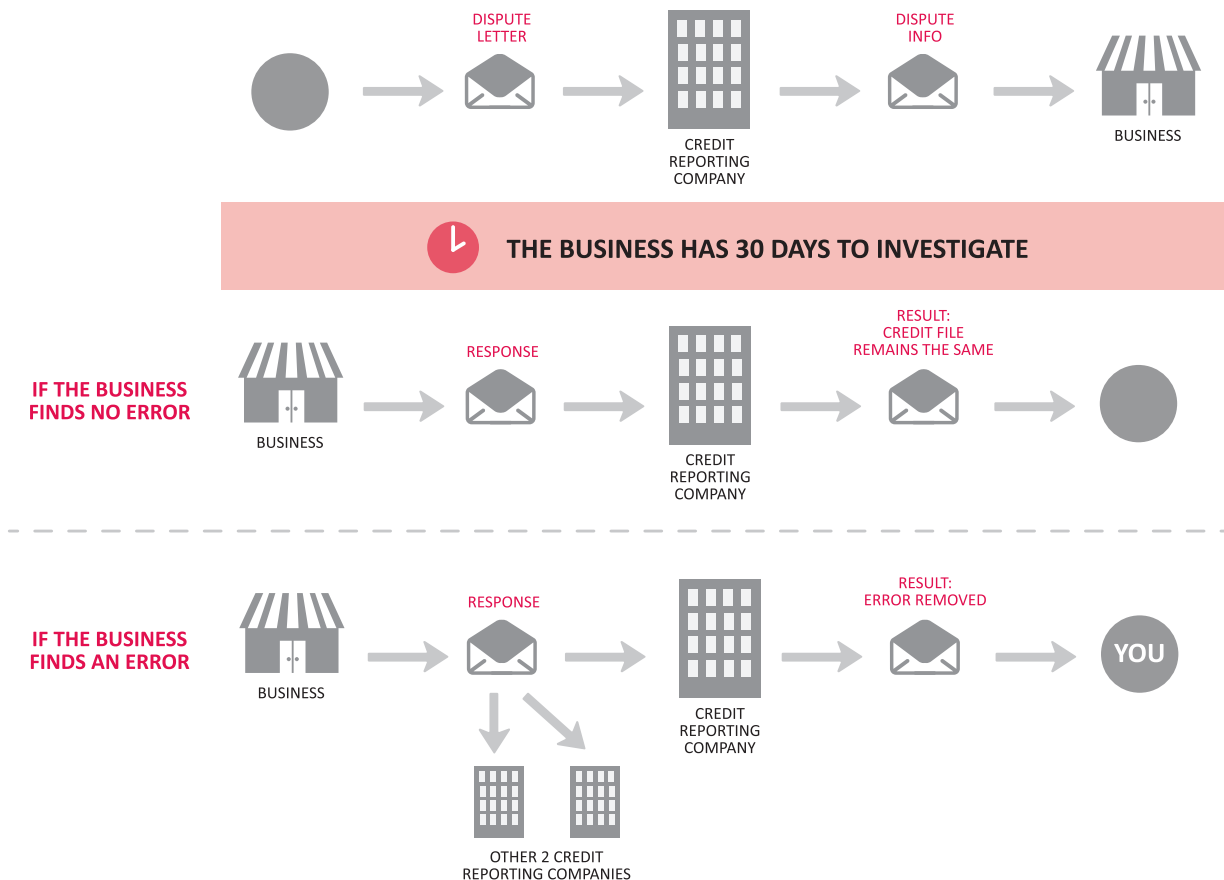 DISPUTE
LETTER
DISPUTE
INFO
CREDIT
REPORTING
COMPANY
BUSINESS
THE BUSINESS HAS 30 DAYS TO INVESTIGATE
IF THE BUSINESS
FINDS NO ERROR
BUSINESS
RESPONSE
CREDIT
REPORTING
COMPANY
RESULT:
CREDIT FILE
REMAINS THE SAME
IF THE BUSINESS
FINDS AN ERROR
BUSINESS
RESPONSE
CREDIT
REPORTING
COMPANY
RESULT:
ERROR REMOVED
YOU
OTHER 2 CREDIT
REPORTING COMPANIES